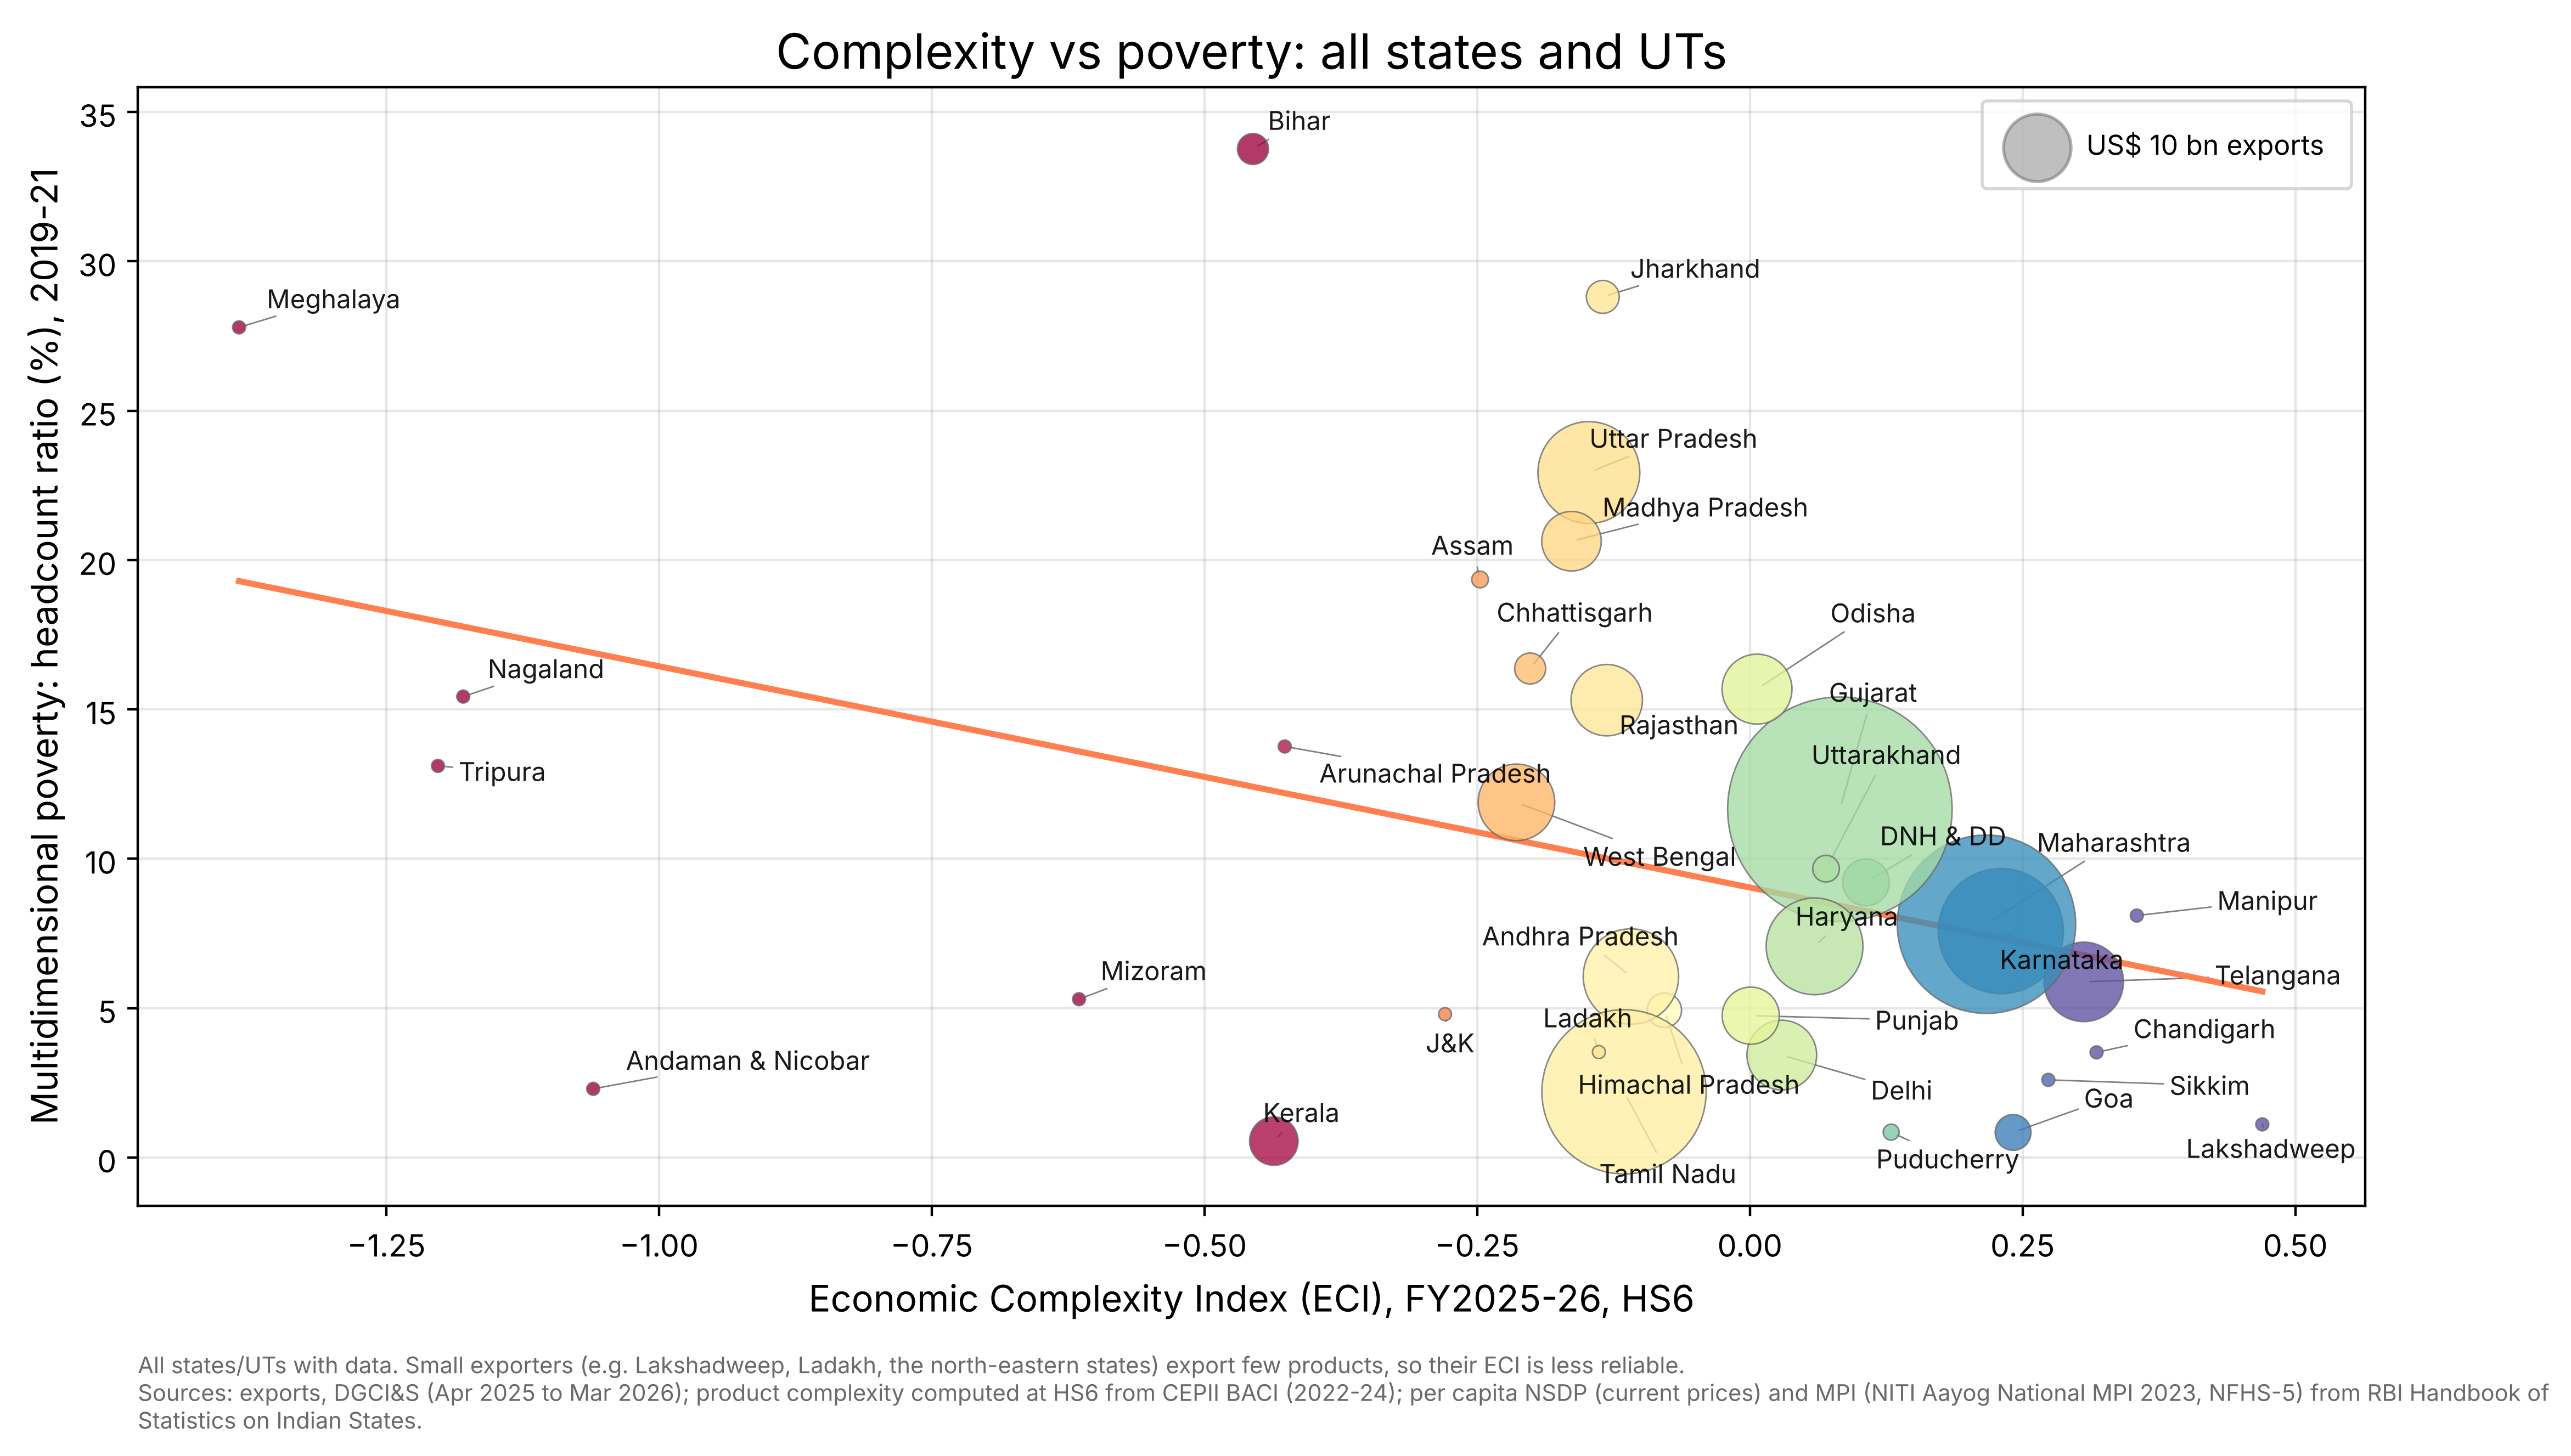 Complexity vs poverty: all states and UTs
Multidimensional poverty: headcount ratio (%), 2019-21
35
30
25
20
15
10
5
0
US$ 10 bn exports
Bihar
Jharkhand
Meghalaya
Uttar Pradesh
Madhya Pradesh
Assam
Chhattisgarh
Odisha
Nagaland
Gujarat
Rajasthan
Uttarakhand
Tripura
Arunachal Pradesh
DNH & DD
Maharashtra
West Bengal
Manipur
Haryana
Andhra Pradesh
Karnataka
Mizoram
Telangana
Ladakh
Punjab
Chandigarh
J&K
Andaman & Nicobar
Himachal Pradesh
Delhi
Sikkim
Goa
Kerala
Lakshadweep
Puducherry
Tamil Nadu
−1.25
−1.00
−0.75
−0.50
−0.25
0.00
0.25
0.50
Economic Complexity Index (ECI), FY2025-26, HS6
All states/UTs with data. Small exporters (e.g. Lakshadweep, Ladakh, the north-eastern states) export few products, so their ECI is less reliable.
Sources: exports, DGCI&S (Apr 2025 to Mar 2026); product complexity computed at HS6 from CEPII BACI (2022-24); per capita NSDP (current prices) and MPI (NITI Aayog National MPI 2023, NFHS-5) from RBI Handbook of
Statistics on Indian States.